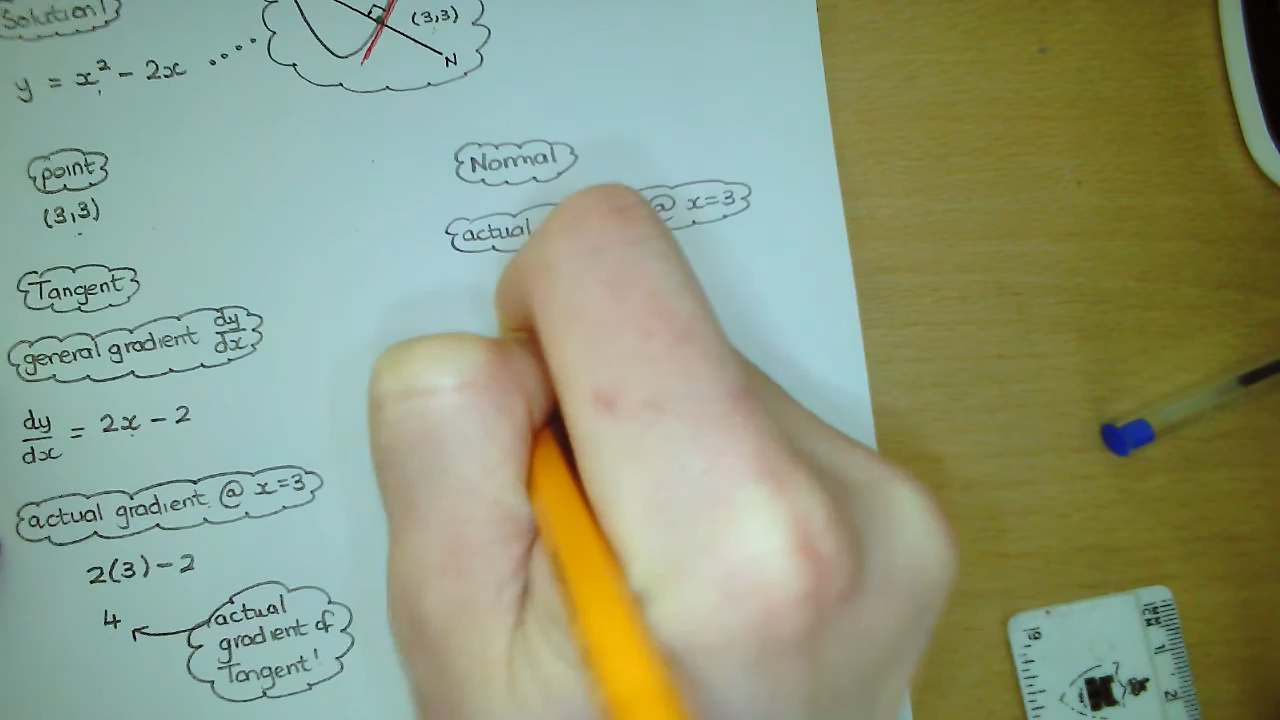 Solution!
y = x² - 2x
(3,3)
N
point
(3,3)
Tangent
general gradient dy/dx
dy/dx = 2x - 2
actual gradient @ x=3
2(3) - 2
4
actual
gradient of
Tangent!
Normal
actual @ x=3